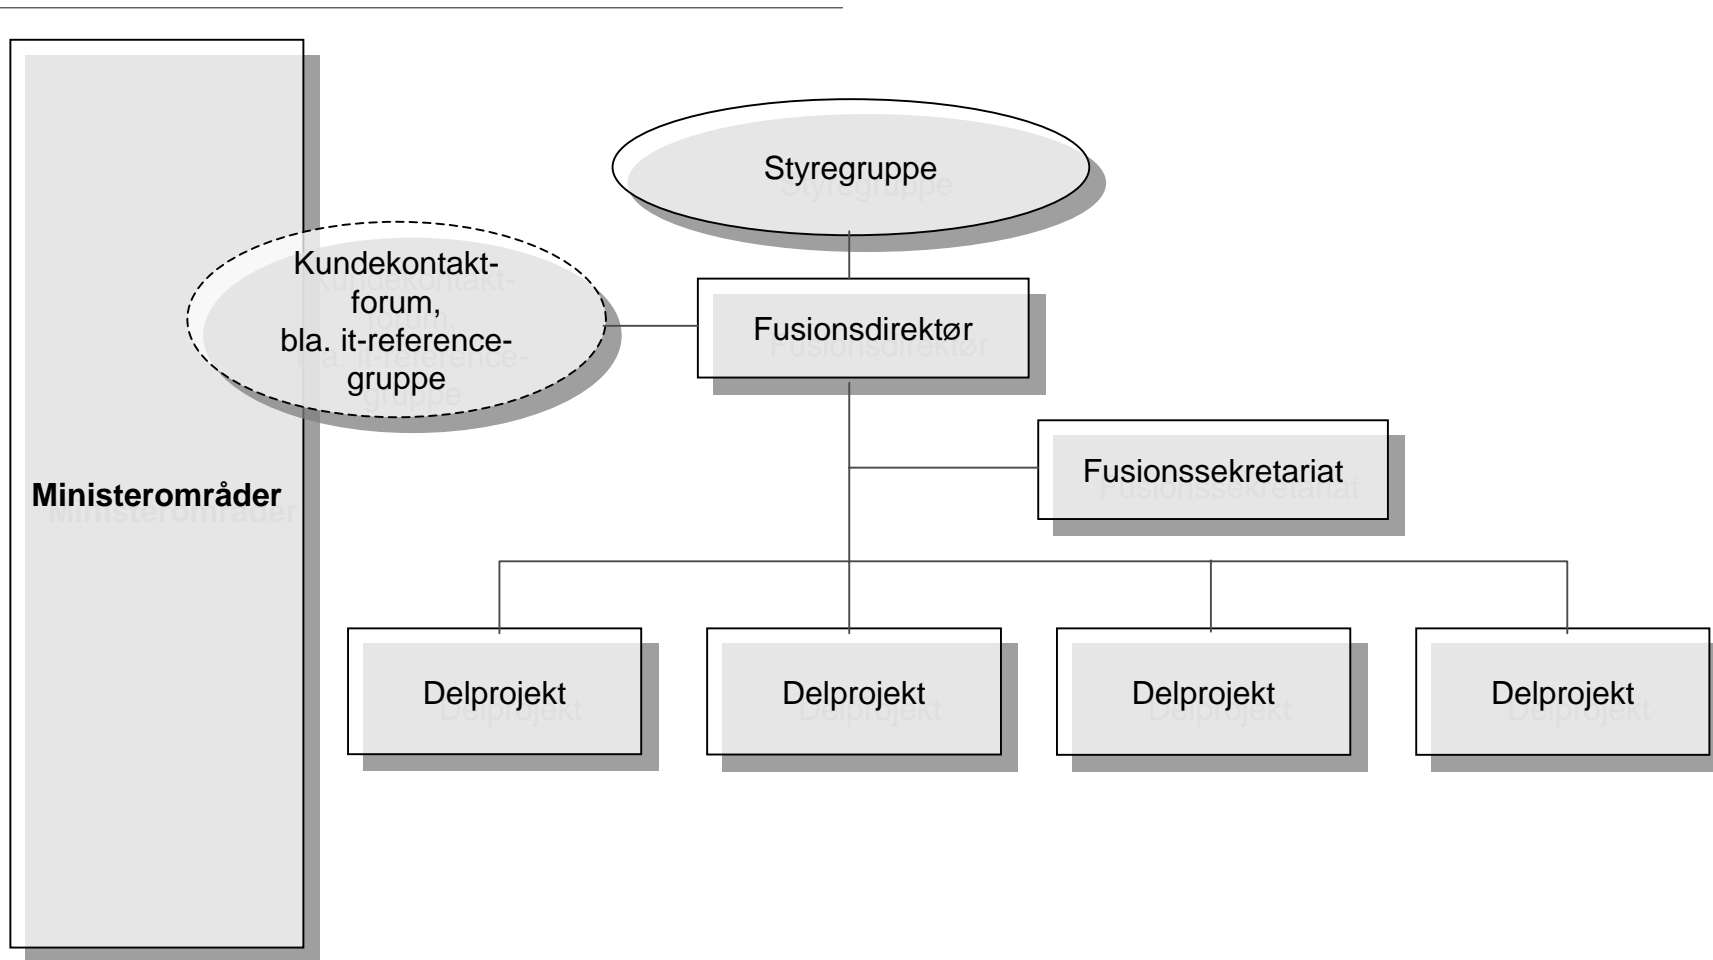 Styregruppe
Kundekontakt-
forum,
bla. it-reference-
gruppe
Fusionsdirektør
Fusionssekretariat
Ministerområder
Delprojekt
Delprojekt
Delprojekt
Delprojekt